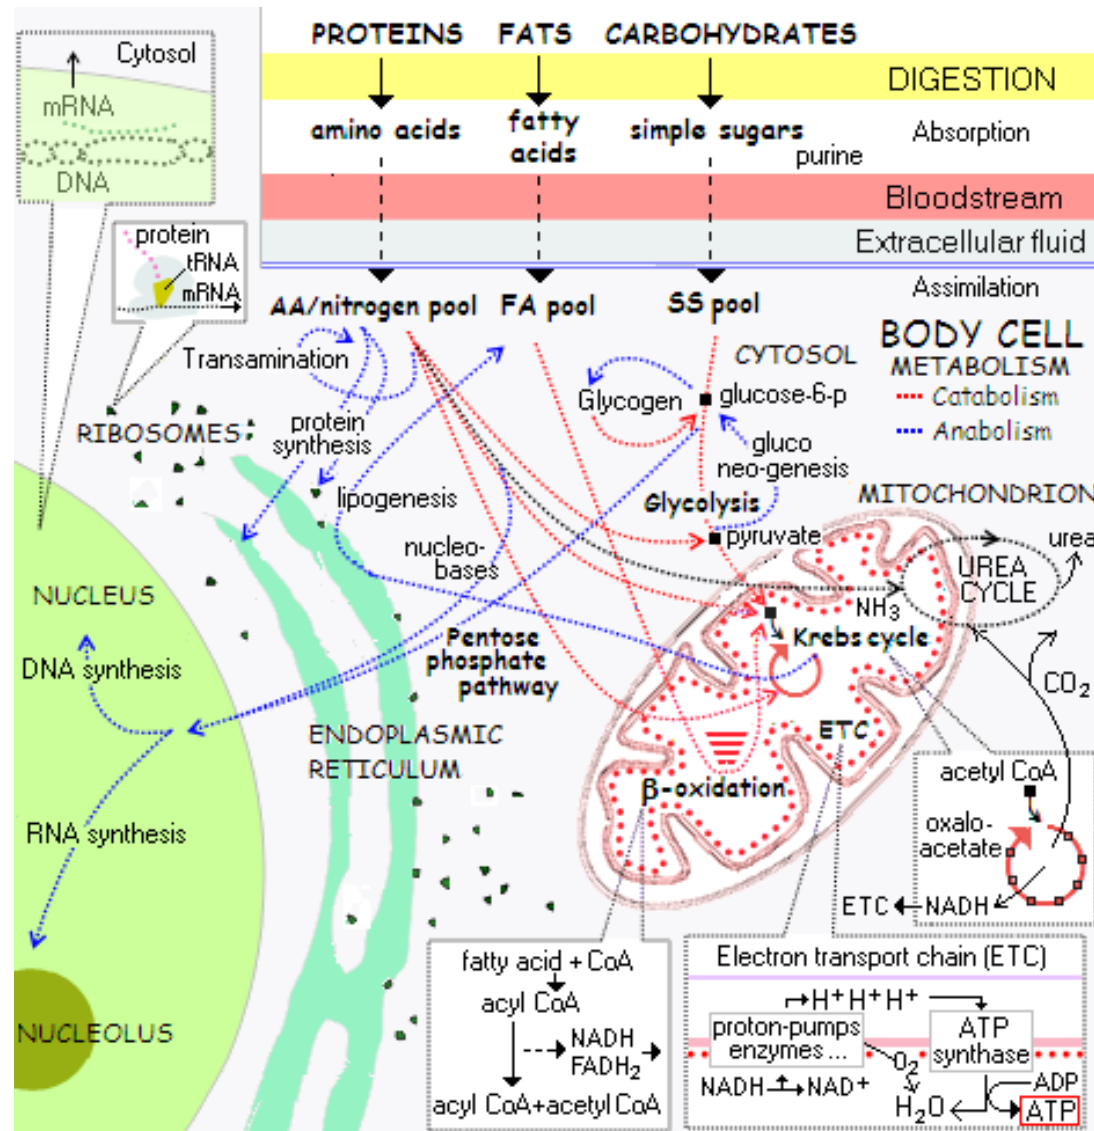 PROTEINS FATS CARBOHYDRATES
DIGESTION
amino acids
fatty
acids
simple sugars
purine
Absorption
Bloodstream
Extracellular fluid
Assimilation
Cytosol
mRNA
DNA
protein
tRNA
mRNA
AA/nitrogen pool
FA pool
SS pool
BODY CELL
METABOLISM
Catabolism
Anabolism
CYTOSOL
Transamination
Glycogen
glucose-6-p
RIBOSOMES:
protein
synthesis
gluco
neo-genesis
lipogenesis
Glycolysis
MITOCHONDRION
nucleo-
bases
pyruvate
urea
UREA
CYCLE
NH3
NUCLEUS
DNA synthesis
Pentose
phosphate
pathway
Krebs cycle
CO2
ENDOPLASMIC
RETICULUM
ETC
β-oxidation
RNA synthesis
acetyl CoA
oxalo-
acetate
ETC NADH
NUCLEOLUS
fatty acid + CoA
acyl CoA
NADH
FADH2
acyl CoA+acetyl CoA
Electron transport chain (ETC)
H+ H+ H+
proton-pumps
enzymes ...
ATP
synthase
O2
NADH NAD+
H2O
ADP
ATP